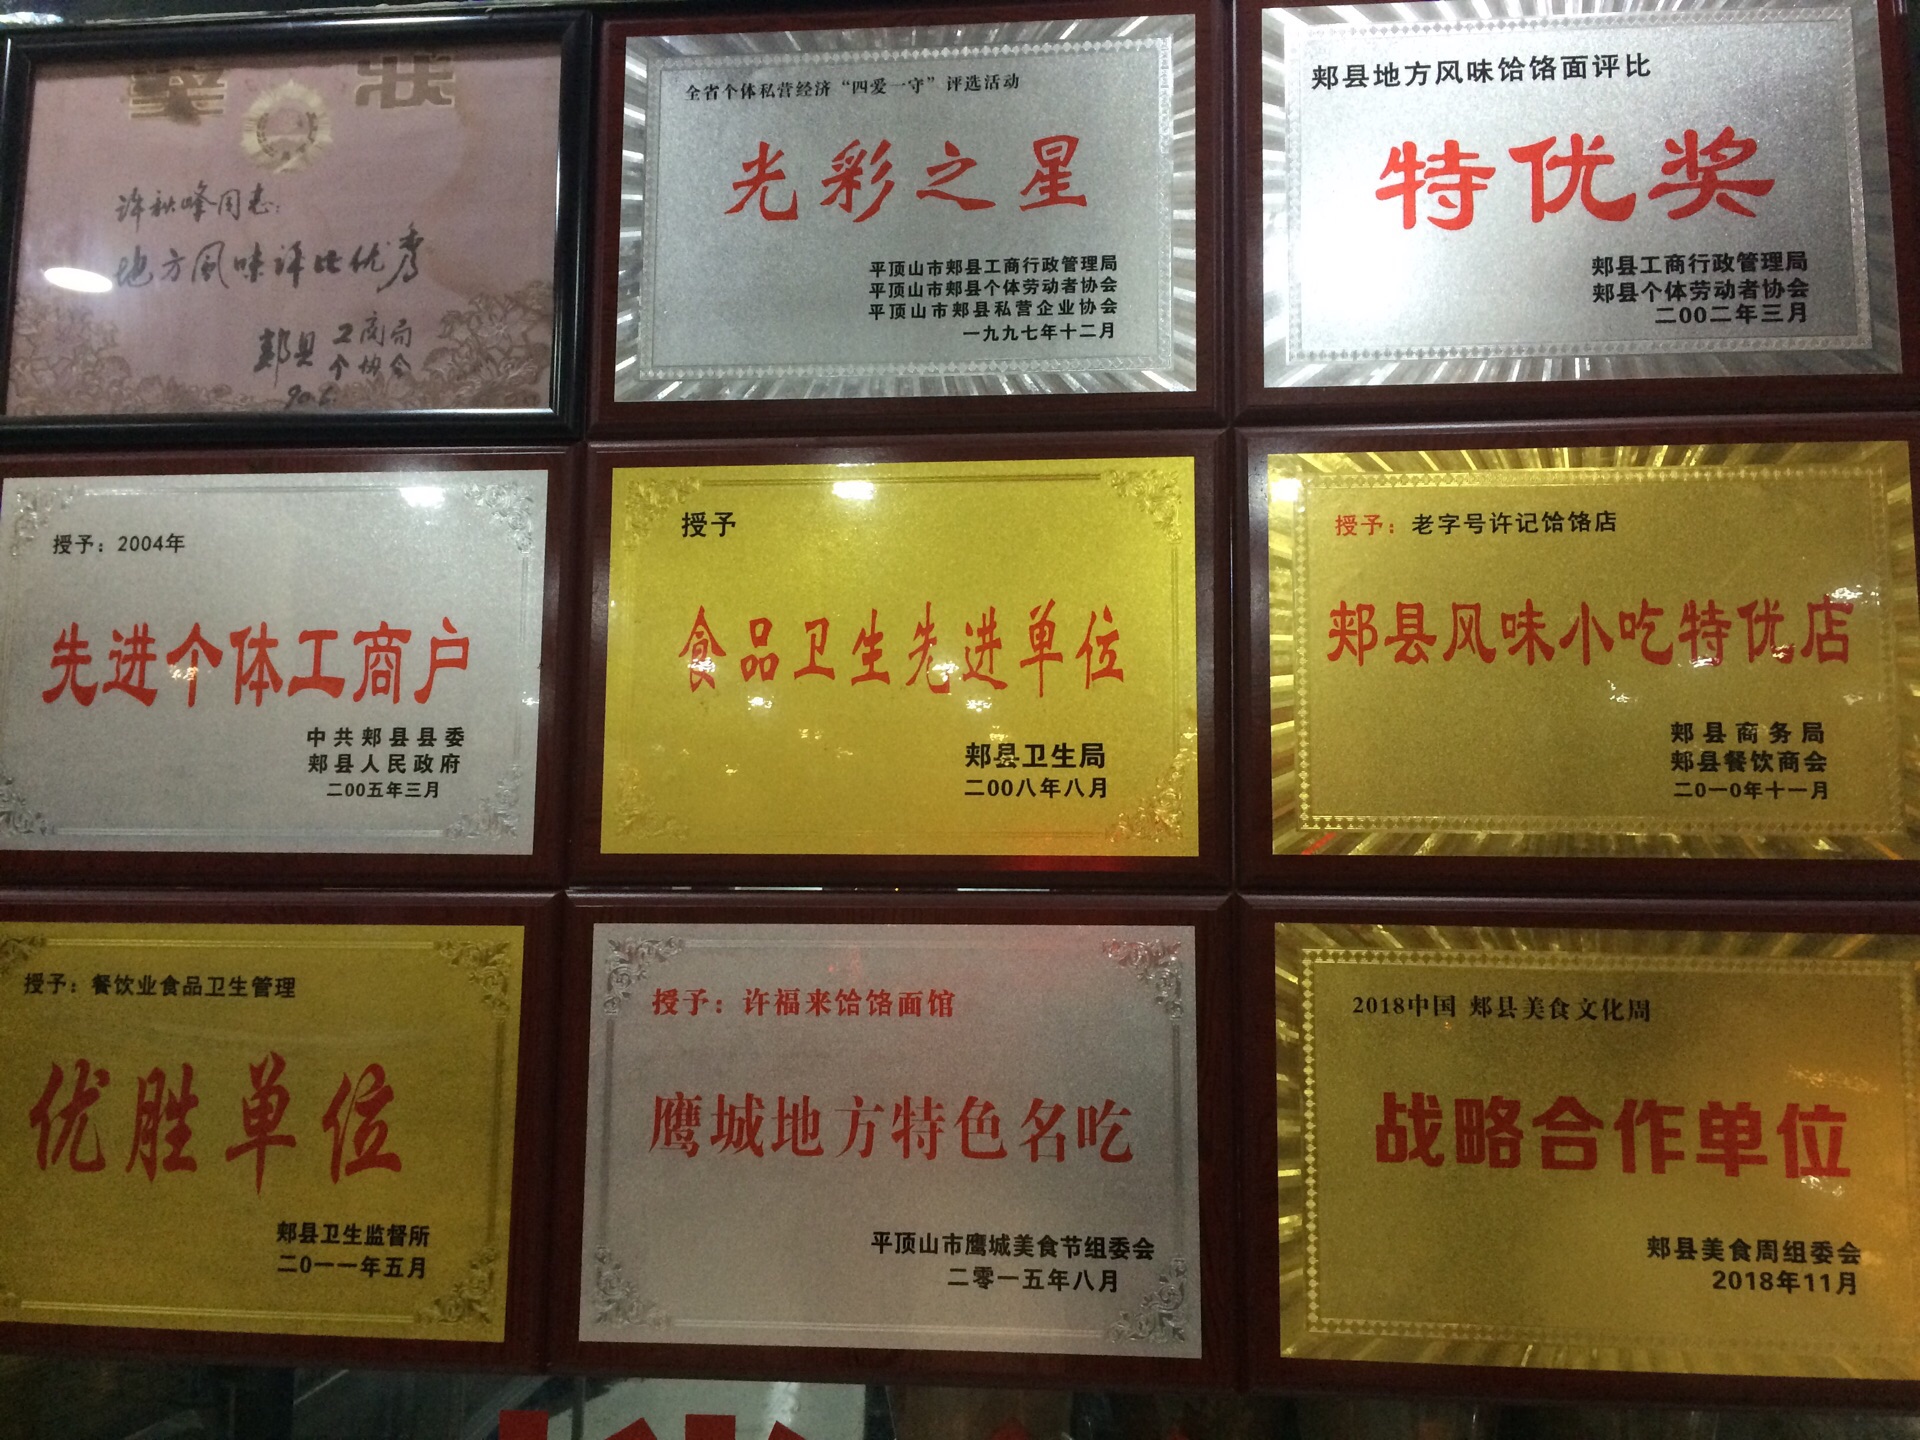 奖状
许秋峰同志:
地方风味评比优秀
郏县 工商局
个协会
90.6.
全省个体私营经济“四爱一守”评选活动
光彩之星
平顶山市郏县工商行政管理局
平顶山市郏县个体劳动者协会
平顶山市郏县私营企业协会
一九九七年十二月
郏县地方风味饸饹面评比
特优奖
郏县工商行政管理局
郏县个体劳动者协会
二00二年三月
授予：2004年
先进个体工商户
中共郏县县委
郏县人民政府
二00五年三月
授予
食品卫生先进单位
郏县卫生局
二00八年八月
授予：老字号许记饸饹店
郏县风味小吃特优店
郏县商务局
郏县餐饮商会
二0一0年十一月
授予：餐饮业食品卫生管理
优胜单位
郏县卫生监督所
二0一一年五月
授予：许福来饸饹面馆
鹰城地方特色名吃
平顶山市鹰城美食节组委会
二零一五年八月
2018中国 郏县美食文化周
战略合作单位
郏县美食周组委会
2018年11月